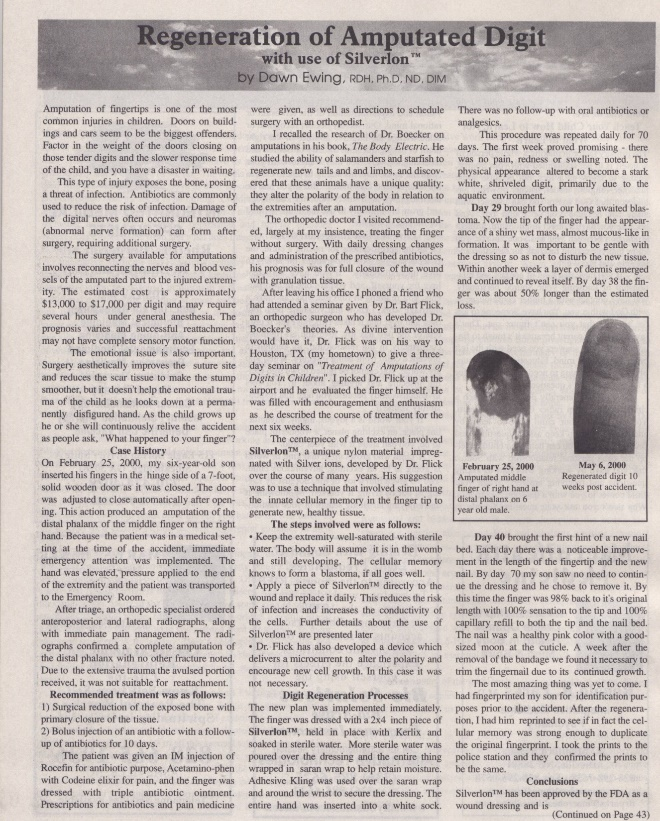 Regeneration of Amputated Digit
with use of Silverlon™
by Dawn Ewing, RDH, Ph.D, ND, DIM
Amputation of fingertips is one of the most
common injuries in children. Doors on build-
ings and cars seem to be the biggest offenders.
Factor in the weight of the doors closing on
those tender digits and the slower response time
of the child, and you have a disaster in waiting.
This type of injury exposes the bone, posing
a threat of infection. Antibiotics are commonly
used to reduce the risk of infection. Damage of
the digital nerves often occurs and neuromas
(abnormal nerve formation) can form after
surgery, requiring additional surgery.
The surgery available for amputations
involves reconnecting the nerves and blood ves-
sels of the amputated part to the injured extrem-
ity. The estimated cost is approximately
$13,000 to $17,000 per digit and may require
several hours under general anesthesia. The
prognosis varies and successful reattachment
may not have complete sensory motor function.
The emotional issue is also important.
Surgery aesthetically improves the suture site
and reduces the scar tissue to make the stump
smoother, but it doesn't help the emotional trau-
ma of the child as he looks down at a perma-
nently disfigured hand. As the child grows up
he or she will continually relive the accident
as people ask, "What happened to your finger"?
Case History
On February 25, 2000, my six-year-old son
inserted his fingers in the hinge side of a 7-foot,
solid wooden door as it was closed. The door
was adjusted to close automatically after open-
ing. This action produced an amputation of the
distal phalanx of the middle finger on the right
hand. Because the patient was in a medical set-
ting at the time of the accident, immediate
emergency attention was implemented. The
hand was elevated, pressure applied to the end
of the extremity and the patient was transported
to the Emergency Room.
After triage, an orthopedic specialist ordered
anteroposterior and lateral radiographs, along
with immediate pain management. The radi-
ographs confirmed a complete amputation of
the distal phalanx with no other fracture noted.
Due to the extensive trauma the avulsed portion
received, it was not suitable for reattachment.
Recommended treatment was as follows:
1) Surgical reduction of the exposed bone with
primary closure of the tissue.
2) Bolus injection of an antibiotic with a follow-
up of antibiotics for 10 days.
The patient was given an IM injection of
Rocefin for antibiotic purpose, Acetamino-phen
with Codeine elixir for pain, and the finger was
dressed with triple antibiotic ointment.
Prescriptions for antibiotics and pain medicine
were given, as well as directions to schedule
surgery with an orthopedist.
I recalled the research of Dr. Boecker on
amputations in his book, The Body Electric. He
studied the ability of salamanders and starfish to
regenerate new tails and and limbs, and discov-
ered that these animals have a unique quality:
they alter the polarity of the body in relation to
the extremities after an amputation.
The orthopedic doctor I visited recommend-
ed, largely at my insistence, treating the finger
without surgery. With daily dressing changes
and administration of the prescribed antibiotics,
his prognosis was for full closure of the wound
with granulation tissue.
After leaving his office I phoned a friend who
had attended a seminar given by Dr. Bart Flick,
an orthopedic surgeon who has developed Dr.
Boecker's theories. As divine intervention
would have it, Dr. Flick was on his way to
Houston, TX (my hometown) to give a three-
day seminar on "Treatment of Amputations of
Digits in Children". I picked Dr. Flick up at the
airport and he evaluated the finger himself. He
was filled with encouragement and enthusiasm
as he described the course of treatment for the
next six weeks.
The centerpiece of the treatment involved
Silverlon™, a unique nylon material impreg-
nated with Silver ions, developed by Dr. Flick
over the course of many years. His suggestion
was to use a technique that involved stimulating
the innate cellular memory in the finger tip to
generate new, healthy tissue.
The steps involved were as follows:
• Keep the extremity well-saturated with sterile
water. The body will assume it is in the womb
and still developing. The cellular memory
knows to form a blastoma, if all goes well.
• Apply a piece of Silverlon™ directly to the
wound and replace it daily. This reduces the risk
of infection and increases the conductivity of
the cells. Further details about the use of
Silverlon™ are presented later
• Dr. Flick has also developed a device which
delivers a microcurrent to alter the polarity and
encourage new cell growth. In this case it was
not necessary.
Digit Regeneration Processes
The new plan was implemented immediately.
The finger was dressed with a 2x4 inch piece of
Silverlon™, held in place with Kerlix and
soaked in sterile water. More sterile water was
poured over the dressing and the entire thing
wrapped in saran wrap to help retain moisture.
Adhesive Kling was used over the saran wrap
and around the wrist to secure the dressing. The
entire hand was inserted into a white sock.
There was no follow-up with oral antibiotics or
analgesics.
This procedure was repeated daily for 70
days. The first week proved promising - there
was no pain, redness or swelling noted. The
physical appearance altered to become a stark
white, shriveled digit, primarily due to the
aquatic environment.
Day 29 brought forth our long awaited blas-
toma. Now the tip of the finger had the appear-
ance of a shiny wet mass, almost mucous-like in
formation. It was important to be gentle with
the dressing so as not to disturb the new tissue.
Within another week a layer of dermis emerged
and continued to reveal itself. By day 38 the fin-
ger was about 50% longer than the estimated
loss.
February 25, 2000
Amputated middle
finger of right hand at
distal phalanx on 6
year old male.
May 6, 2000
Regenerated digit 10
weeks post accident.
Day 40 brought the first hint of a new nail
bed. Each day there was a noticeable improve-
ment in the length of the fingertip and the new
nail. By day 70 my son saw no need to contin-
ue the dressing and he chose to remove it. By
this time the finger was 98% back to it's original
length with 100% sensation to the tip and 100%
capillary refill to both the tip and the nail bed.
The nail was a healthy pink color with a good-
sized moon at the cuticle. A week after the
removal of the bandage we found it necessary to
trim the fingernail due to its continued growth.
The most amazing thing was yet to come. I
had fingerprinted my son for identification pur-
poses prior to the accident. After the regenera-
tion, I had him reprinted to see if in fact the cel-
lular memory was strong enough to duplicate
the original fingerprint. I took the prints to the
police station and they confirmed the prints to
be the same.
Conclusions
Silverlon™ has been approved by the FDA as a
wound dressing and is
(Continued on Page 43)